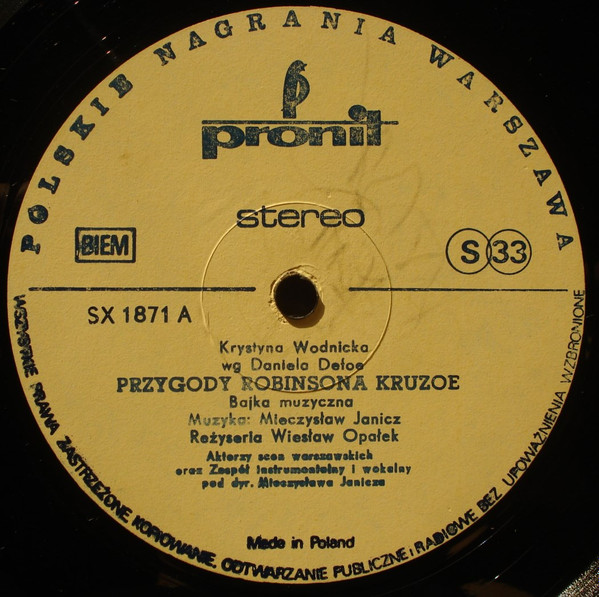 POLSKIE NAGRANIA WARSZAWA
pronit
stereo
BIEM
S 33
SX 1871 A
Krystyna Wodnicka
wg Daniela Defoe
PRZYGODY ROBINSONA KRUZOE
Bajka muzyczna
Muzyka: Mieczysław Janicz
Reżyseria Wiesław Opałek
Aktorzy scen warszawskich
oraz Zespół instrumentalny i wokalny
pod dyr. Mieczysława Janicza
Made in Poland
WSZYSTKIE PRAWA ZASTRZEŻONE. KOPIOWANIE, ODTWARZANIE PUBLICZNE i RADIOWE BEZ UPOWAŻNIENIA WZBRONIONE